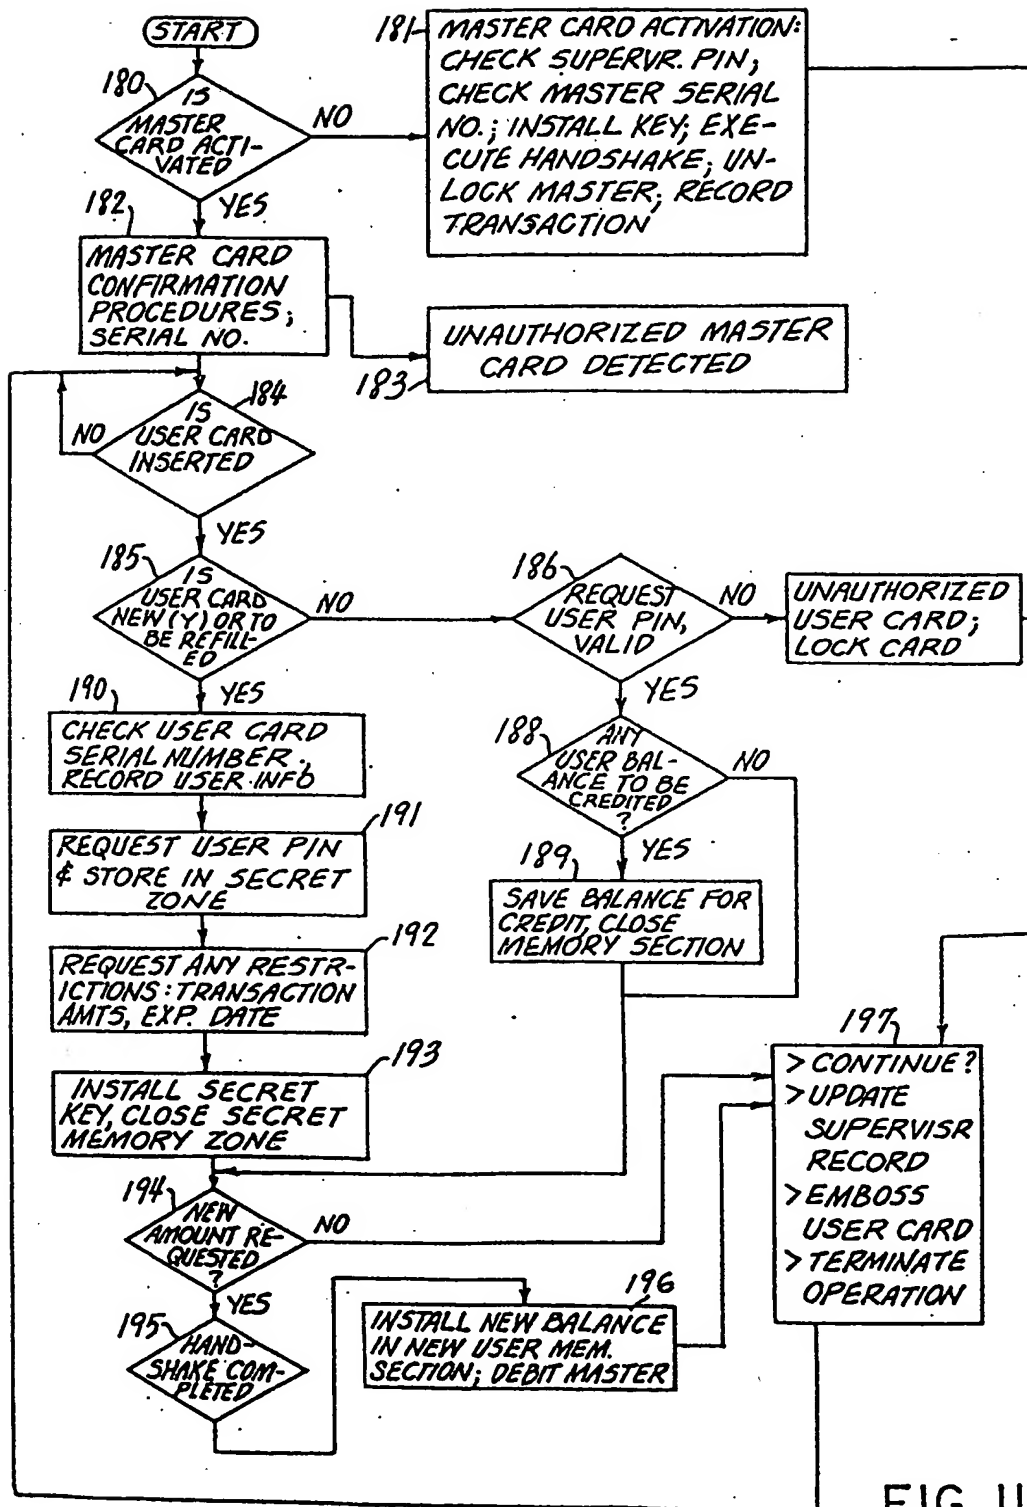 START
180
IS
MASTER
CARD ACTI-
VATED
NO
YES
181
MASTER CARD ACTIVATION:
CHECK SUPERVR. PIN;
CHECK MASTER SERIAL
NO.; INSTALL KEY; EXE-
CUTE HANDSHAKE; UN-
LOCK MASTER; RECORD
TRANSACTION
182
MASTER CARD
CONFIRMATION
PROCEDURES;
SERIAL NO.
UNAUTHORIZED MASTER
CARD DETECTED
183
184
IS
USER CARD
INSERTED
NO
YES
185
IS
USER CARD
NEW (Y) OR TO
BE REFILL-
ED
NO
YES
186
REQUEST
USER PIN,
VALID
NO
YES
UNAUTHORIZED
USER CARD;
LOCK CARD
188
ANY
USER BAL-
ANCE TO BE
CREDITED
?
NO
YES
189
SAVE BALANCE FOR
CREDIT, CLOSE
MEMORY SECTION
190
CHECK USER CARD
SERIAL NUMBER.,
RECORD USER INFO
191
REQUEST USER PIN
& STORE IN SECRET
ZONE
192
REQUEST ANY RESTR-
ICTIONS: TRANSACTION
AMTS, EXP. DATE
193
INSTALL SECRET
KEY, CLOSE SECRET
MEMORY ZONE
194
NEW
AMOUNT RE-
QUESTED
?
NO
YES
195
HAND-
SHAKE COM-
PLETED
196
INSTALL NEW BALANCE
IN NEW USER MEM.
SECTION; DEBIT MASTER
197
> CONTINUE?
> UPDATE
SUPERVISR
RECORD
> EMBOSS
USER CARD
> TERMINATE
OPERATION
FIG. 11